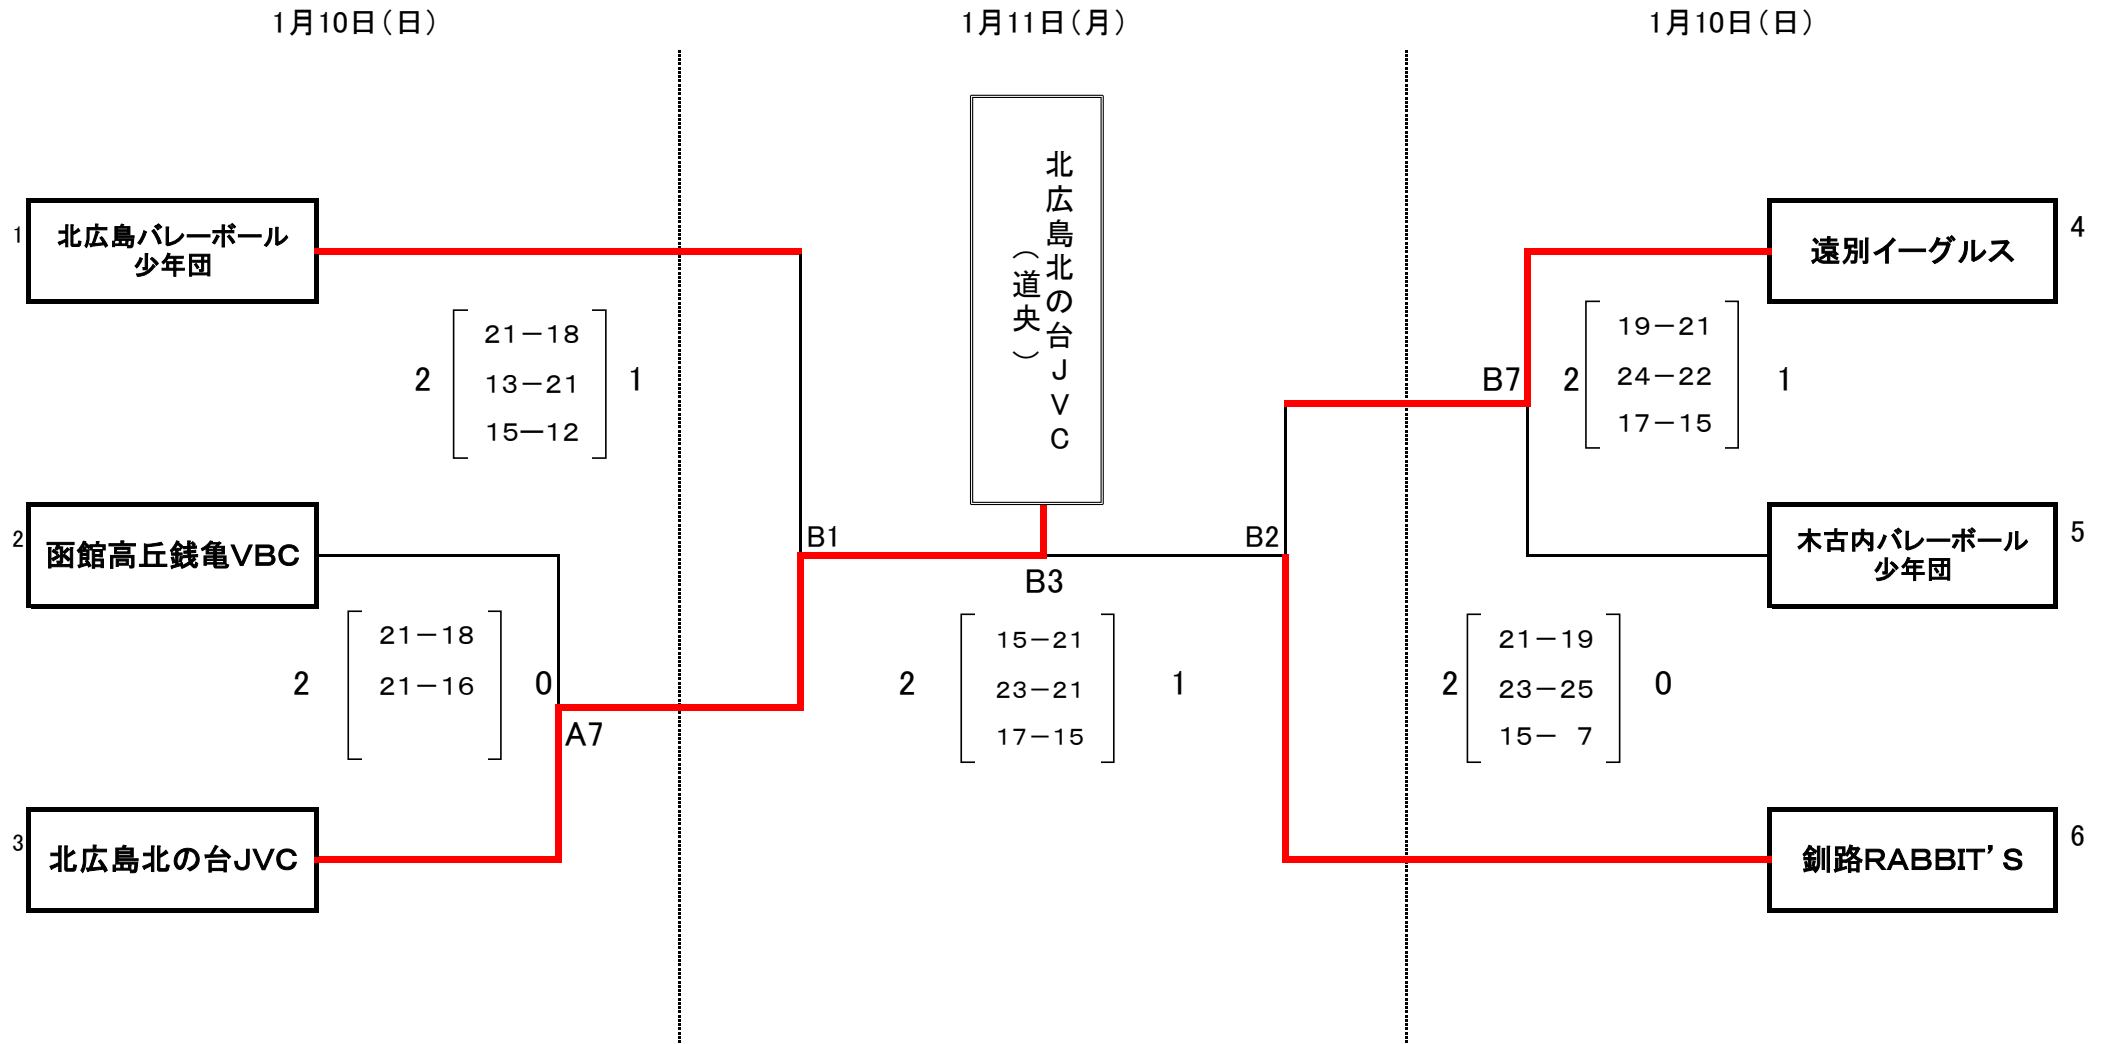 1月10日（日）
1月11日（月）
1月10日（日）
北広島北の台JVC
（道央）
1
北広島バレーボール
少年団
4
遠別イーグルス
2
21－18
13－21
15－12
1
B7
2
19－21
24－22
17－15
1
2
函館高丘銭亀VBC
B1
B2
B3
5
木古内バレーボール
少年団
2
21－18
21－16
0
A7
2
15－21
23－21
17－15
1
2
21－19
23－25
15－ 7
0
3
北広島北の台JVC
6
釧路RABBIT’S